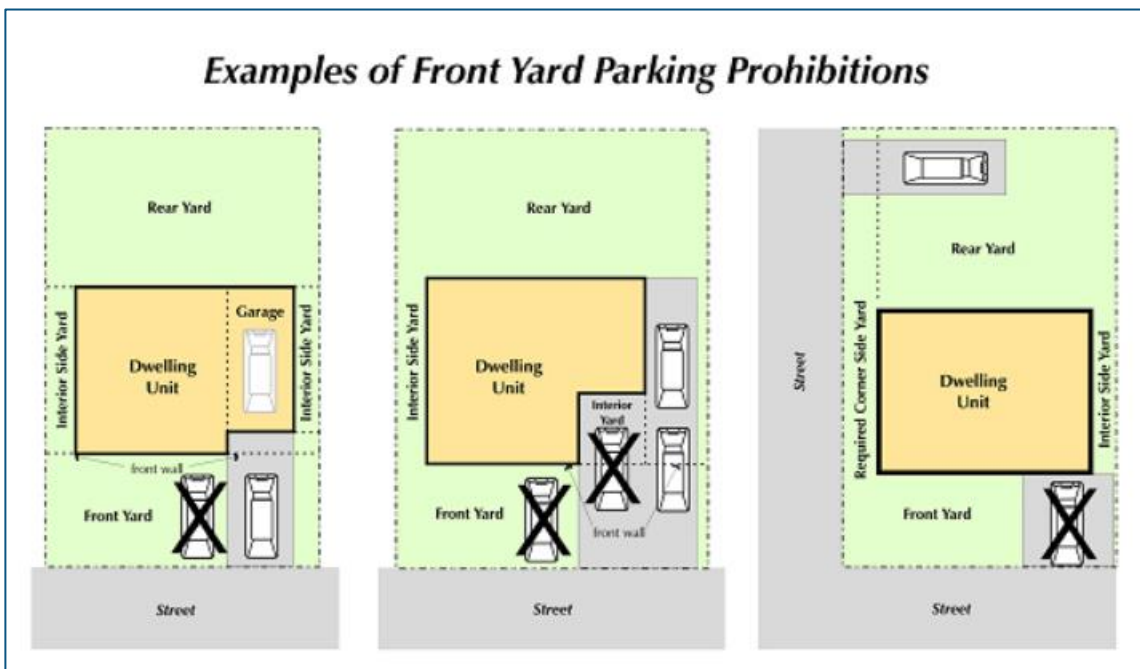 Examples of Front Yard Parking Prohibitions
Rear Yard
Interior Side Yard
Garage
Interior Side Yard
Dwelling
Unit
front wall
Front Yard
Street
Rear Yard
Interior Side Yard
Dwelling
Unit
Interior
Yard
Front Yard
front wall
Street
Street
Rear Yard
Required Corner Side Yard
Dwelling
Unit
Interior Side Yard
Front Yard
Street